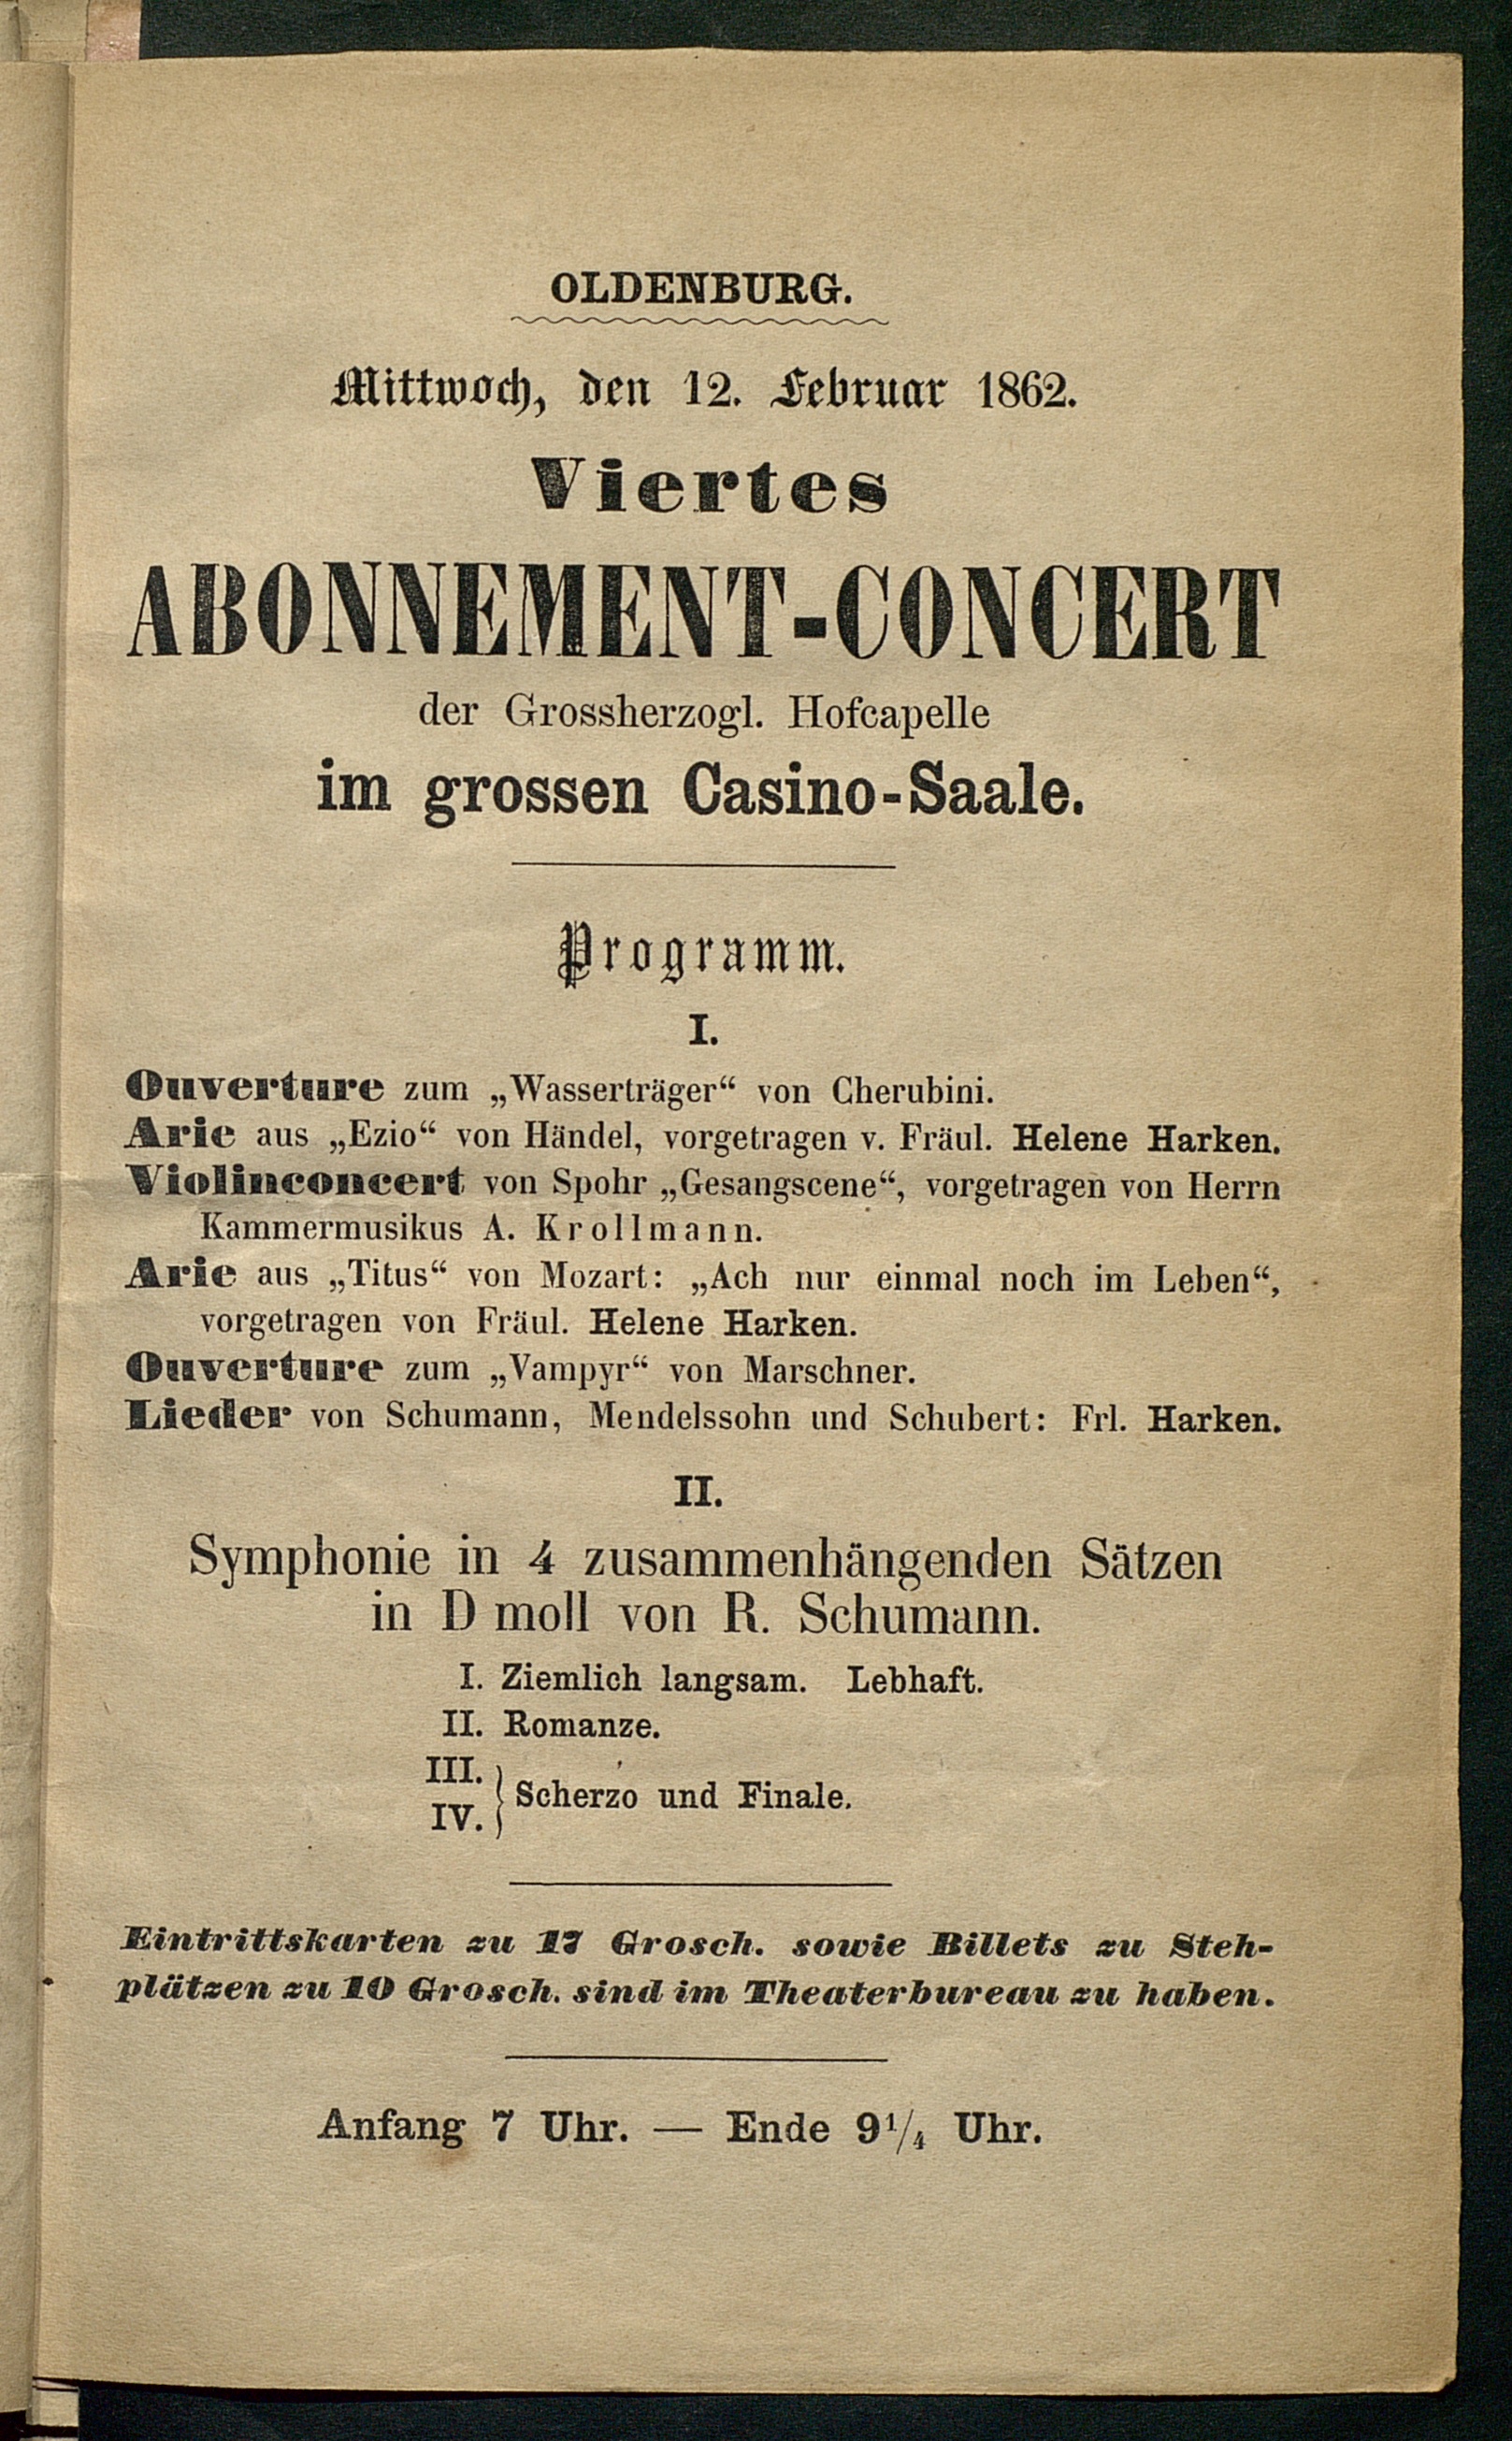 OLDENBURG.
Mittwoch, den 12. Februar 1862.
Viertes
ABONNEMENT-CONCERT
der Grossherzogl. Hofcapelle
im grossen Casino-Saale.
Programm.
I.
Ouverture zum „Wasserträger“ von Cherubini.
Arie aus „Ezio“ von Händel, vorgetragen v. Fräul. Helene Harken.
Violinconcert von Spohr „Gesangscene“, vorgetragen von Herrn
Kammermusikus A. Krollmann.
Arie aus „Titus“ von Mozart: „Ach nur einmal noch im Leben“,
vorgetragen von Fräul. Helene Harken.
Ouverture zum „Vampyr“ von Marschner.
Lieder von Schumann, Mendelssohn und Schubert: Frl. Harken.
II.
Symphonie in 4 zusammenhängenden Sätzen
in D moll von R. Schumann.
I. Ziemlich langsam. Lebhaft.
II. Romanze.
III.
IV. } Scherzo und Finale.
Eintrittskarten zu 17 Grosch. sowie Billets zu Steh-
plätzen zu 10 Grosch. sind im Theaterbureau zu haben.
Anfang 7 Uhr. — Ende 9¹/₄ Uhr.